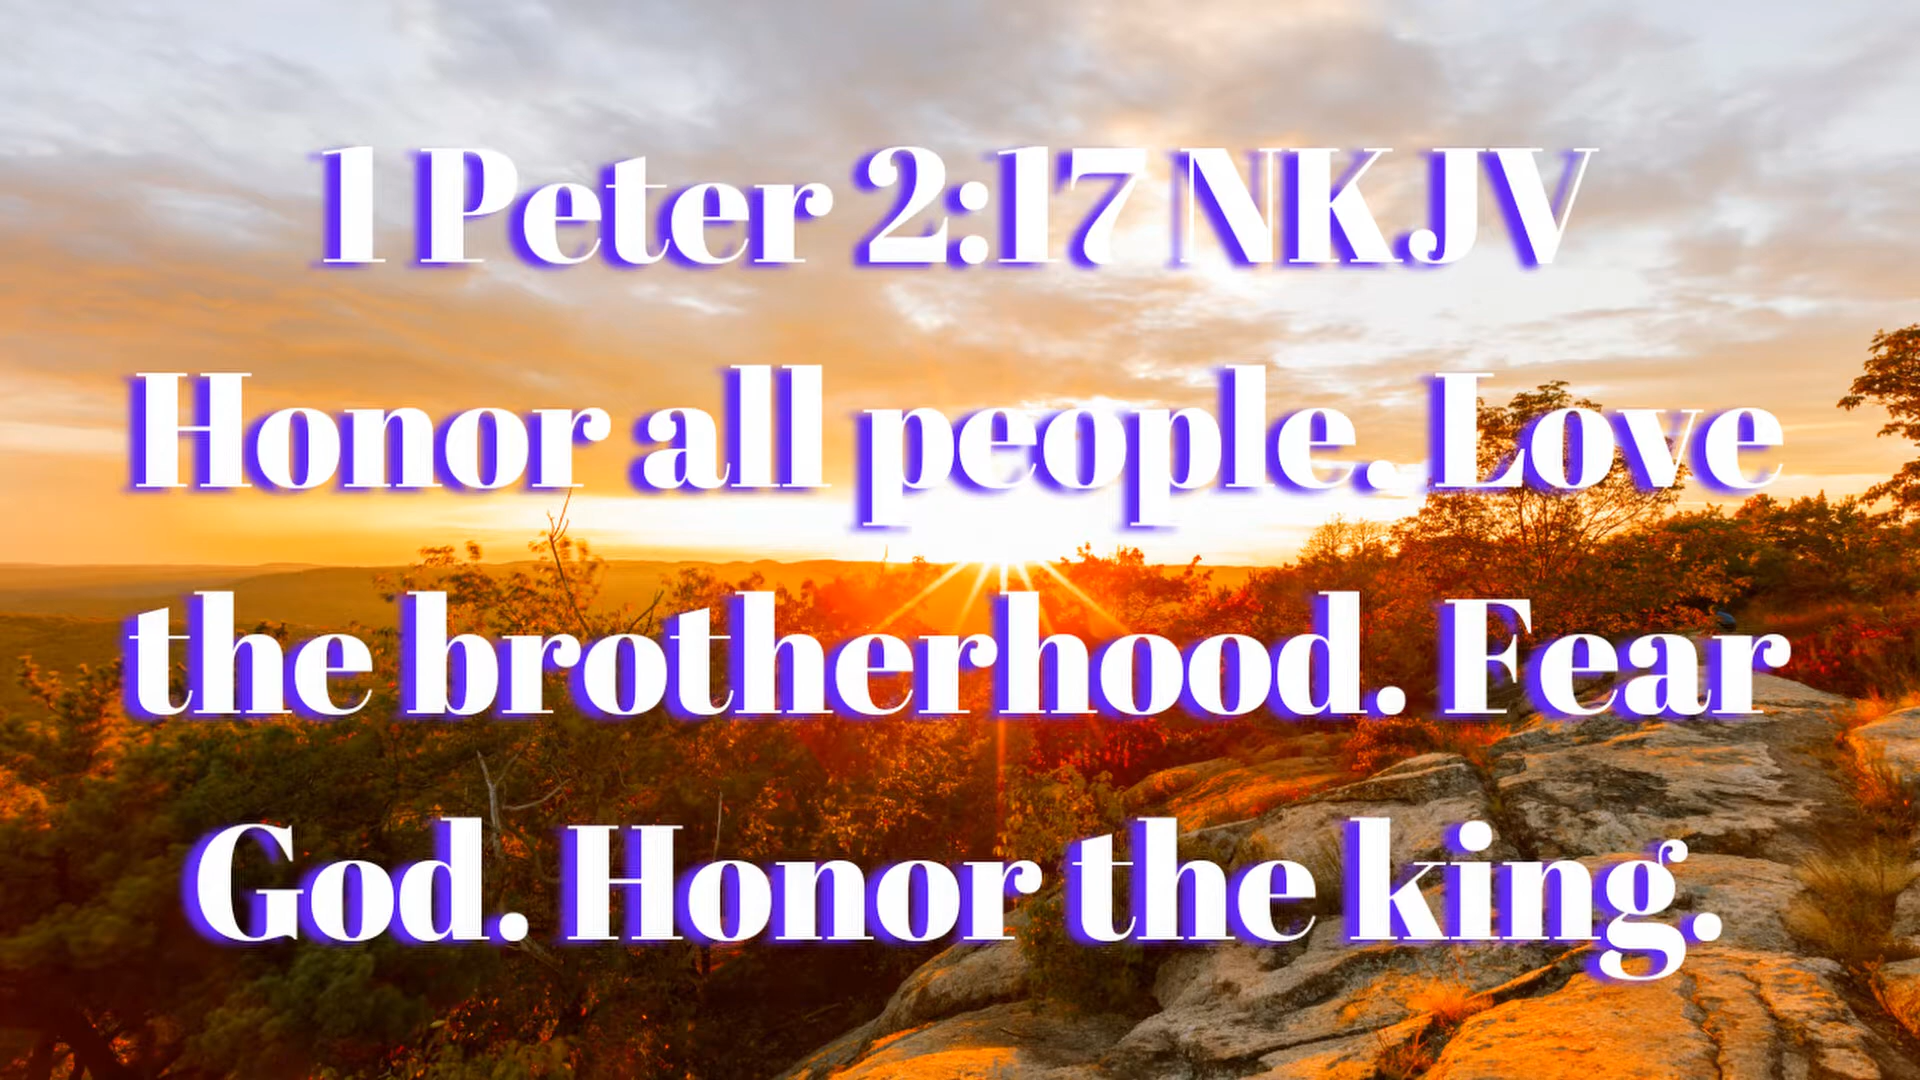 1 Peter 2:17 NKJV
Honor all people. Love
the brotherhood. Fear
God. Honor the king.